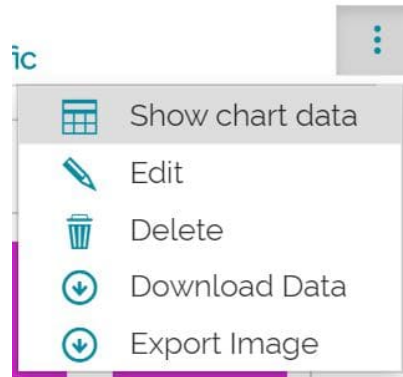 ic
Show chart data
Edit
Delete
Download Data
Export Image